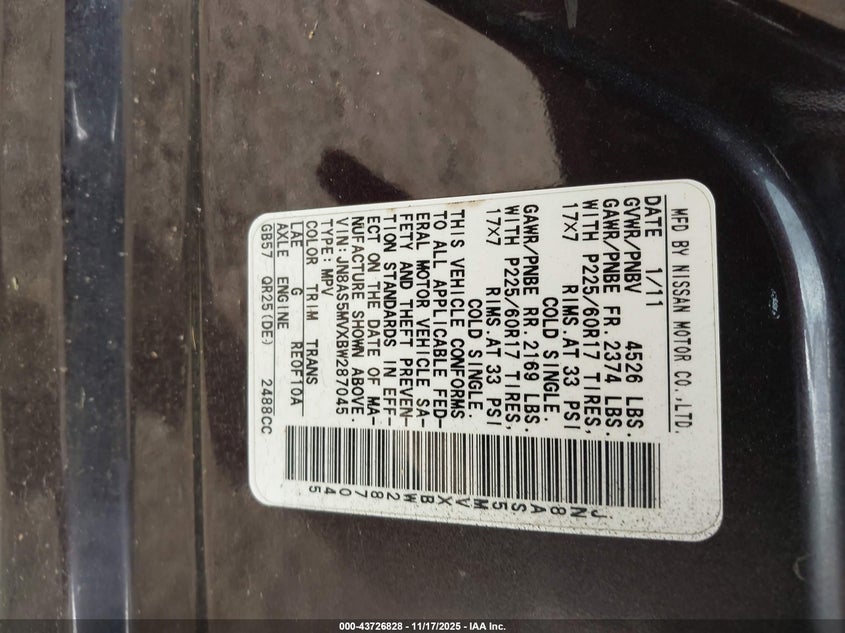 MFD BY NISSAN MOTOR CO.,LTD.
DATE 1/11
GVWR/PNBV 4526 LBS.
GAWR/PNBE FR. 2374 LBS.
WITH P225/60R17 TIRES,
17X7 RIMS AT 33 PSI
COLD SINGLE.
GAWR/PNBE RR. 2169 LBS.
WITH P225/60R17 TIRES,
17X7 RIMS AT 33 PSI
COLD SINGLE.
THIS VEHICLE CONFORMS
TO ALL APPLICABLE FED-
ERAL MOTOR VEHICLE SA-
FETY AND THEFT PREVEN-
TION STANDARDS IN EFF-
ECT ON THE DATE OF MA-
NUFACTURE SHOWN ABOVE.
VIN:JN8AS5MVXBW287045
TYPE:MPV
COLOR TRIM TRANS
LAE G RE0F10A
AXLE ENGINE
GB57 QR25(DE) 2488CC
JN8AS5MVXBW287045
000-43726828 - 11/17/2025 - IAA Inc.